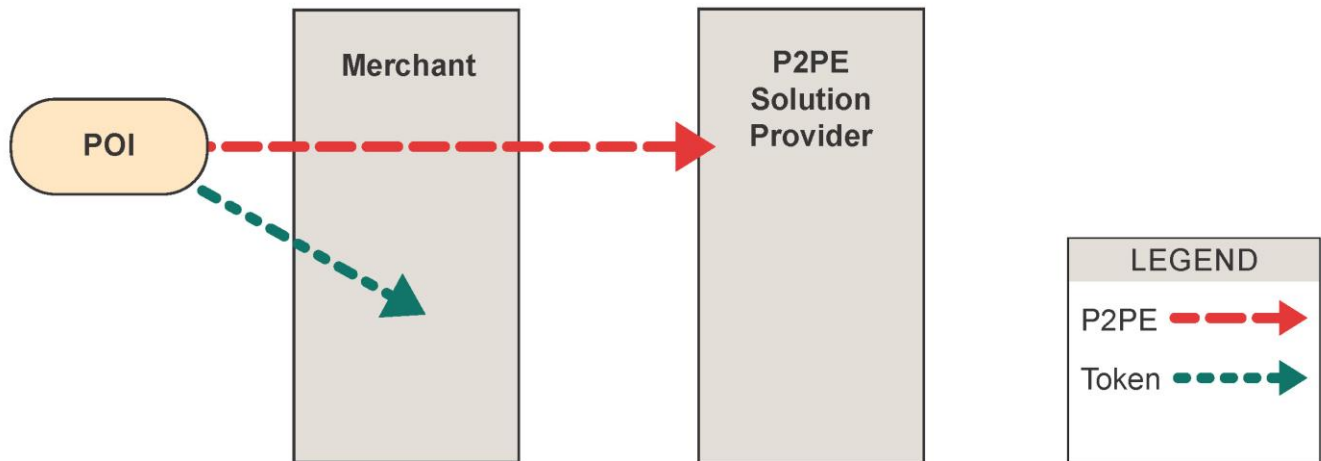 Merchant
P2PE
Solution
Provider
POI
LEGEND
P2PE
Token